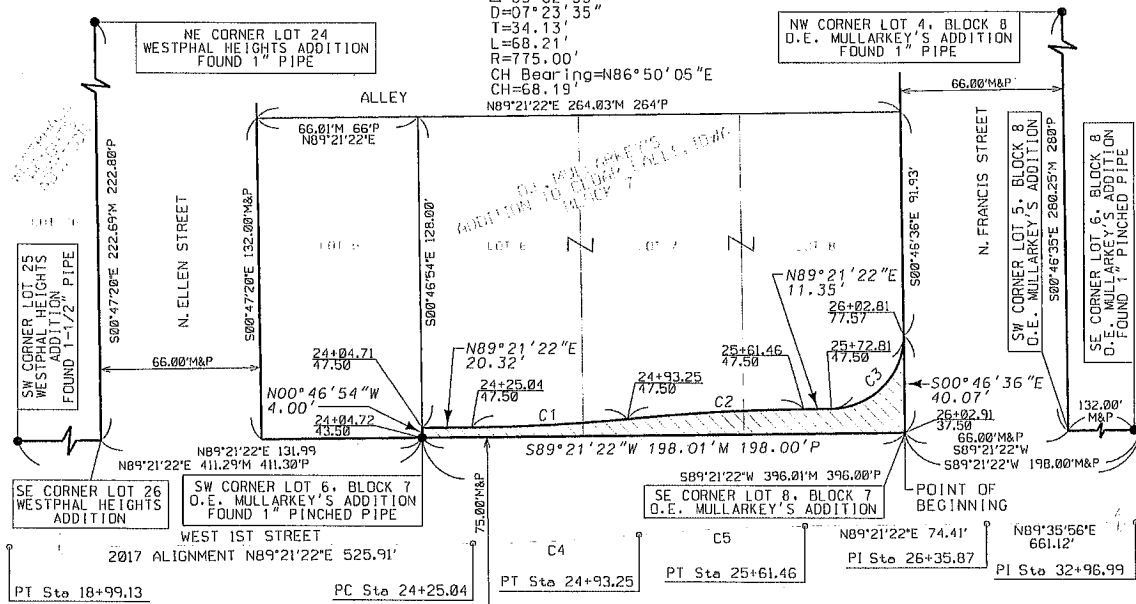 D=07°23'35"
T=34.13'
L=68.21'
R=775.00'
CH Bearing=N86°50'05"E
CH=68.19'
NE CORNER LOT 24
WESTPHAL HEIGHTS ADDITION
FOUND 1" PIPE
NW CORNER LOT 4, BLOCK 8
O.E. MULLARKEY'S ADDITION
FOUND 1" PIPE
ALLEY
N89°21'22"E 264.03'M 264'P
66.00'M&P
66.01'M 66'P
N89°21'22"E
O.E. MULLARKEY'S
ADDITION TO CEDAR FALLS, IOWA
BLOCK 7
LOT 6
LOT 7
LOT 8
S00°47'20"E 222.69'M 222.80'P
N. ELLEN STREET
S00°47'20"E 132.00'M&P
S00°46'54"E 128.00'
S00°46'36"E 91.93'
N. FRANCIS STREET
S00°46'35"E 280.25'M 280'P
SW CORNER LOT 5, BLOCK 8
O.E. MULLARKEY'S ADDITION
SE CORNER LOT 6, BLOCK 8
O.E. MULLARKEY'S ADDITION
FOUND 1" PINCHED PIPE
SW CORNER LOT 25
WESTPHAL HEIGHTS
ADDITION
FOUND 1-1/2" PIPE
66.00'M&P
N00°46'54"W
4.00'
24+04.71
47.50
24+04.72
43.50
N89°21'22"E
20.32'
24+25.04
47.50
C1
24+93.25
47.50
C2
25+61.46
47.50
N89°21'22"E
11.35'
25+72.81
47.50
26+02.81
77.57
C3
S00°46'36"E
40.07'
26+02.91
37.50
132.00'
M&P
66.00'M&P
S89°21'22"W
S89°21'22"W 198.00'M&P
S89°21'22"W 198.01'M 198.00'P
N89°21'22"E 131.99
N89°21'22"E 411.29'M 411.30'P
S89°21'22"W 396.01'M 396.00'P
SE CORNER LOT 26
WESTPHAL HEIGHTS
ADDITION
SW CORNER LOT 6, BLOCK 7
O.E. MULLARKEY'S ADDITION
FOUND 1" PINCHED PIPE
75.00'M&P
SE CORNER LOT 8, BLOCK 7
O.E. MULLARKEY'S ADDITION
POINT OF
BEGINNING
WEST 1ST STREET
2017 ALIGNMENT N89°21'22"E 525.91'
C4
C5
N89°21'22"E 74.41'
N89°35'56"E
661.12'
PT Sta 18+99.13
PC Sta 24+25.04
PT Sta 24+93.25
PT Sta 25+61.46
PI Sta 26+35.87
PI Sta 32+96.99